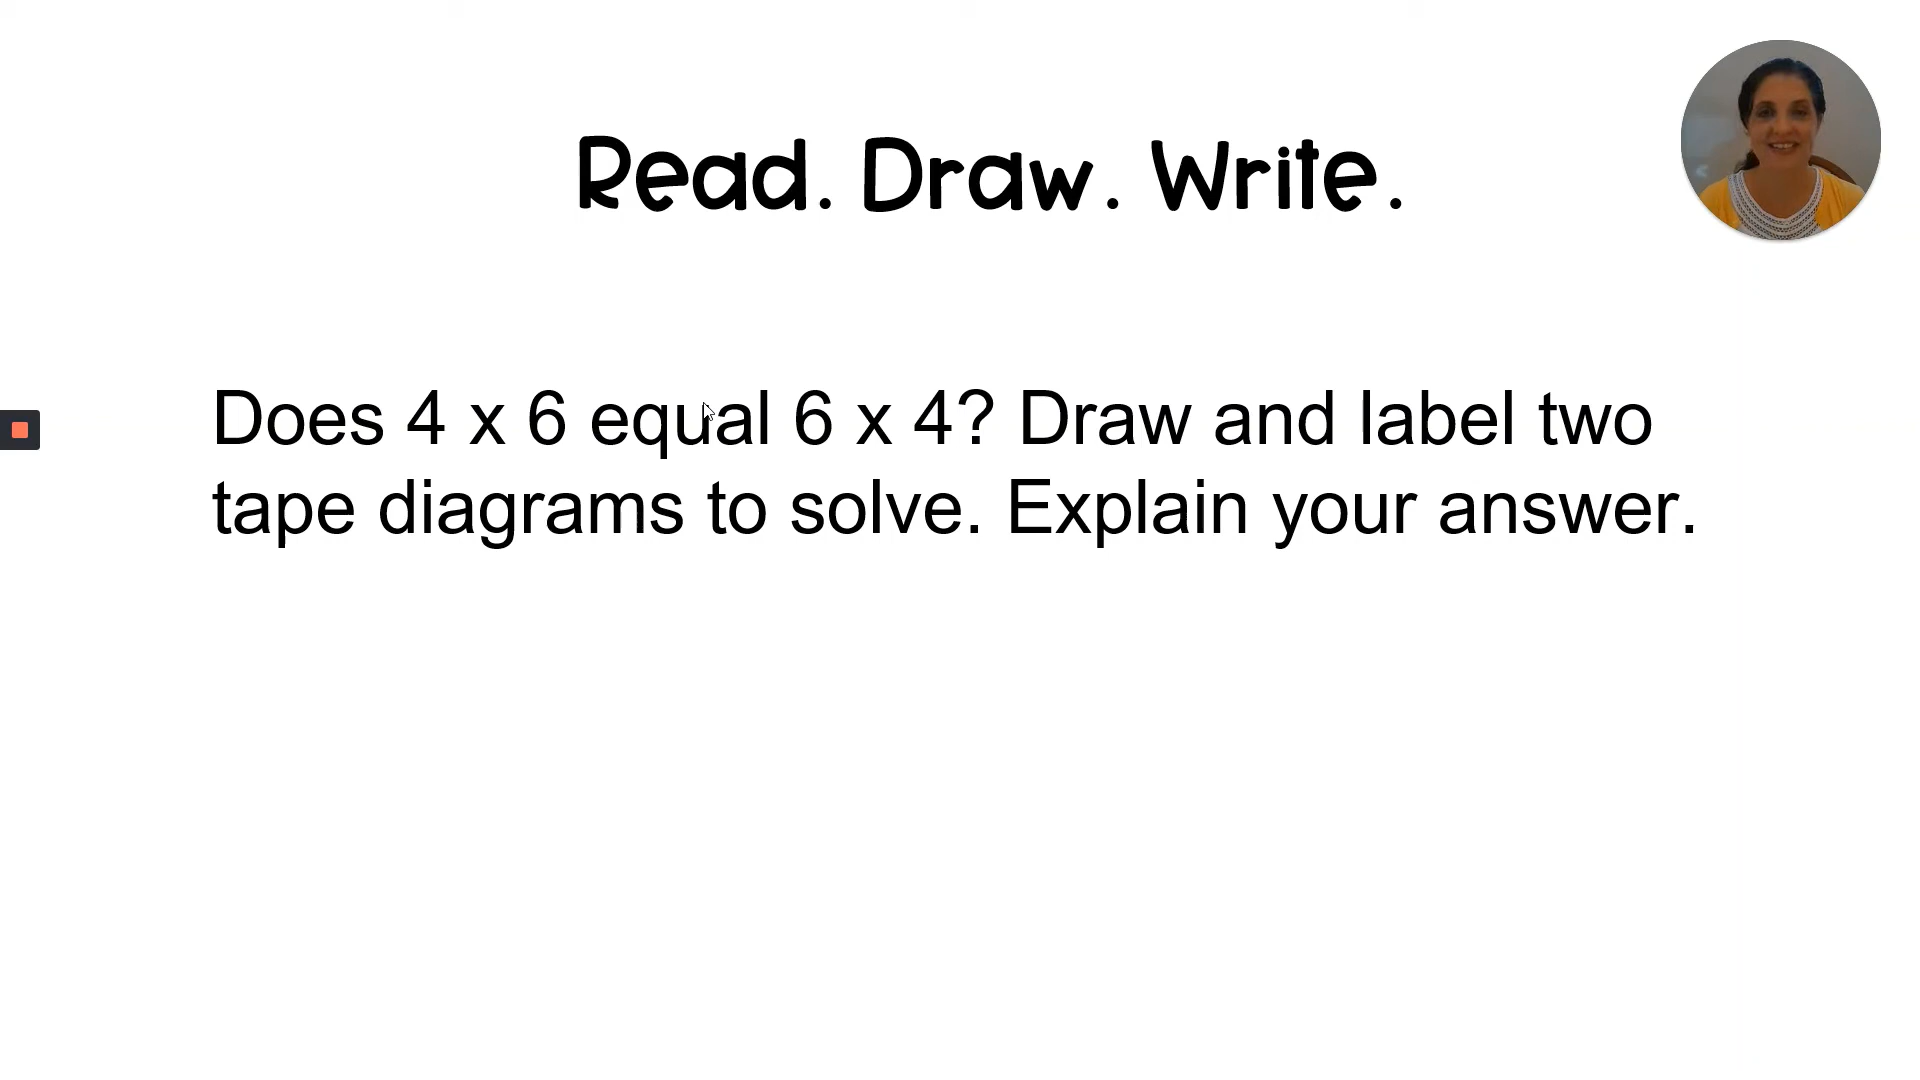 Read. Draw. Write.
Does 4 x 6 equal 6 x 4? Draw and label two
tape diagrams to solve. Explain your answer.